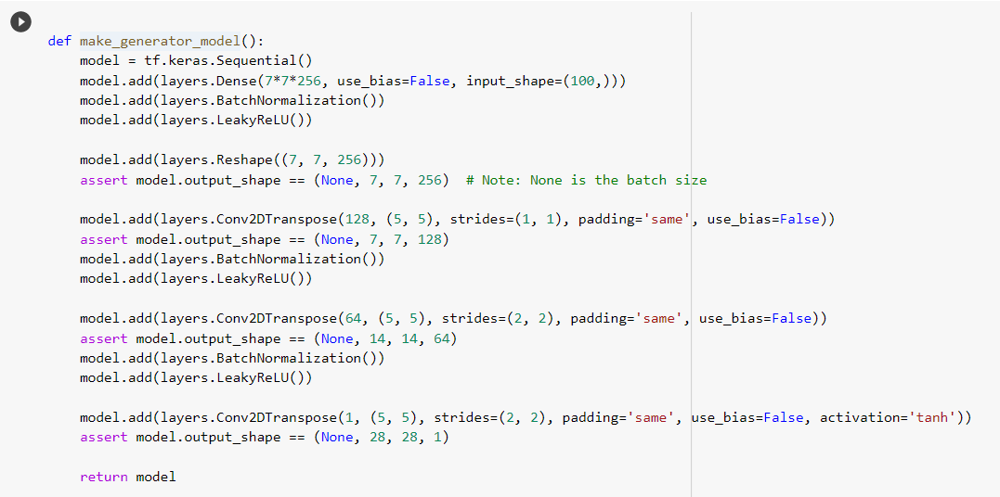 def make_generator_model():
    model = tf.keras.Sequential()
    model.add(layers.Dense(7*7*256, use_bias=False, input_shape=(100,)))
    model.add(layers.BatchNormalization())
    model.add(layers.LeakyReLU())

    model.add(layers.Reshape((7, 7, 256)))
    assert model.output_shape == (None, 7, 7, 256)  # Note: None is the batch size

    model.add(layers.Conv2DTranspose(128, (5, 5), strides=(1, 1), padding='same', use_bias=False))
    assert model.output_shape == (None, 7, 7, 128)
    model.add(layers.BatchNormalization())
    model.add(layers.LeakyReLU())

    model.add(layers.Conv2DTranspose(64, (5, 5), strides=(2, 2), padding='same', use_bias=False))
    assert model.output_shape == (None, 14, 14, 64)
    model.add(layers.BatchNormalization())
    model.add(layers.LeakyReLU())

    model.add(layers.Conv2DTranspose(1, (5, 5), strides=(2, 2), padding='same', use_bias=False, activation='tanh'))
    assert model.output_shape == (None, 28, 28, 1)

    return model